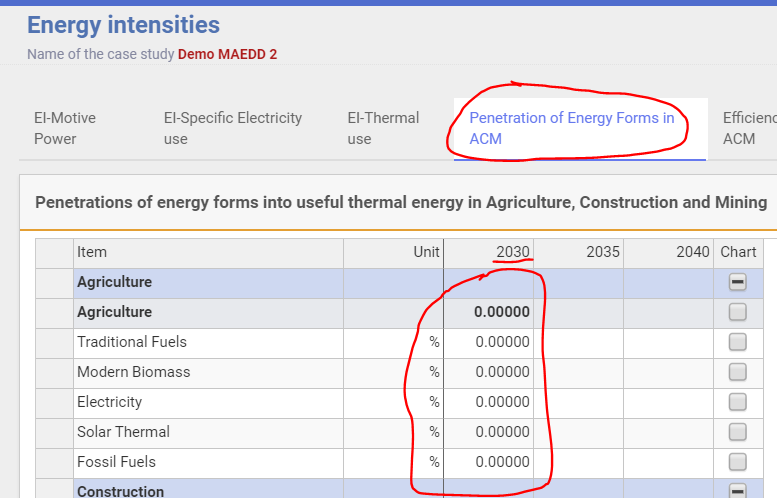 Energy intensities
Name of the case study Demo MAEDD 2
EI-Motive Power
EI-Specific Electricity use
EI-Thermal use
Penetration of Energy Forms in ACM
Efficienc ACM
Penetrations of energy forms into useful thermal energy in Agriculture, Construction and Mining
Item Unit 2030 2035 2040 Chart
Agriculture
Agriculture 0.00000
Traditional Fuels % 0.00000
Modern Biomass % 0.00000
Electricity % 0.00000
Solar Thermal % 0.00000
Fossil Fuels % 0.00000
Construction